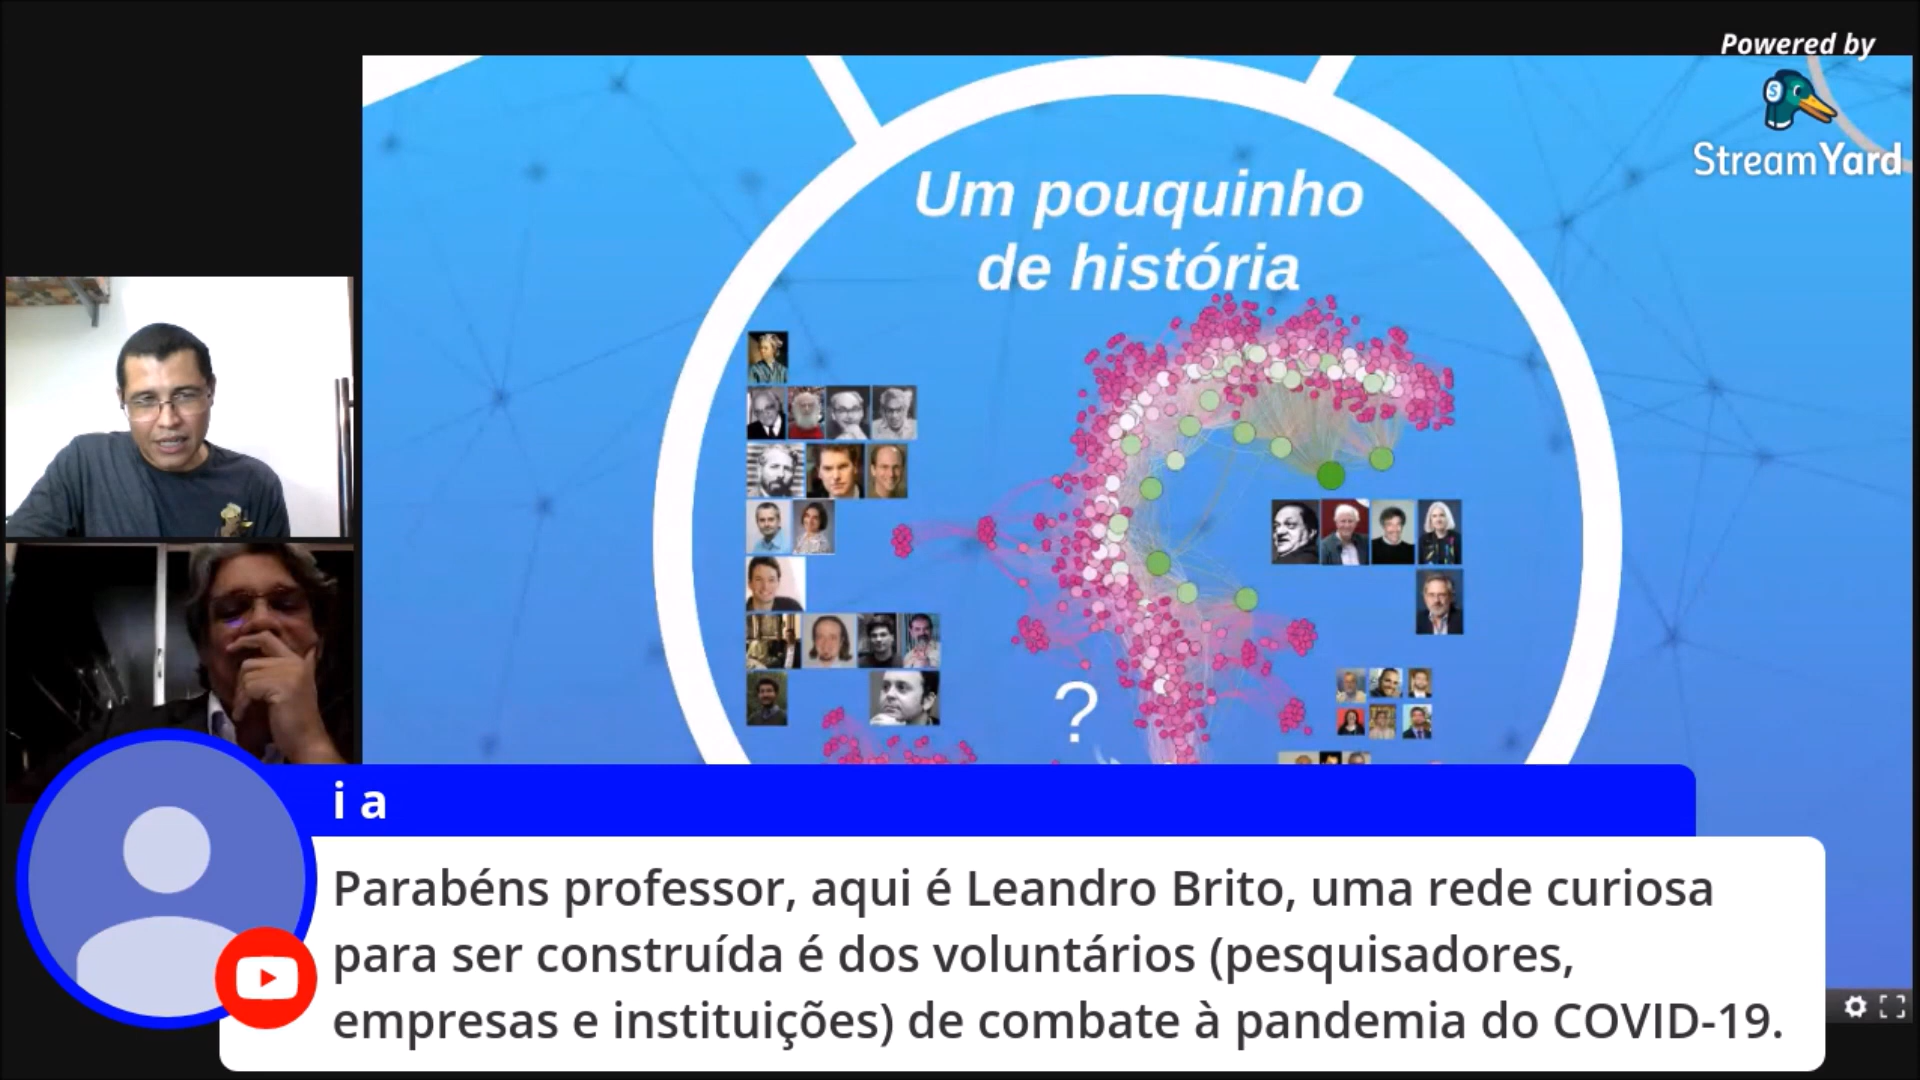 Powered by
StreamYard
Um pouquinho
de história
?
i a
Parabéns professor, aqui é Leandro Brito, uma rede curiosa
para ser construída é dos voluntários (pesquisadores,
empresas e instituições) de combate à pandemia do COVID-19.